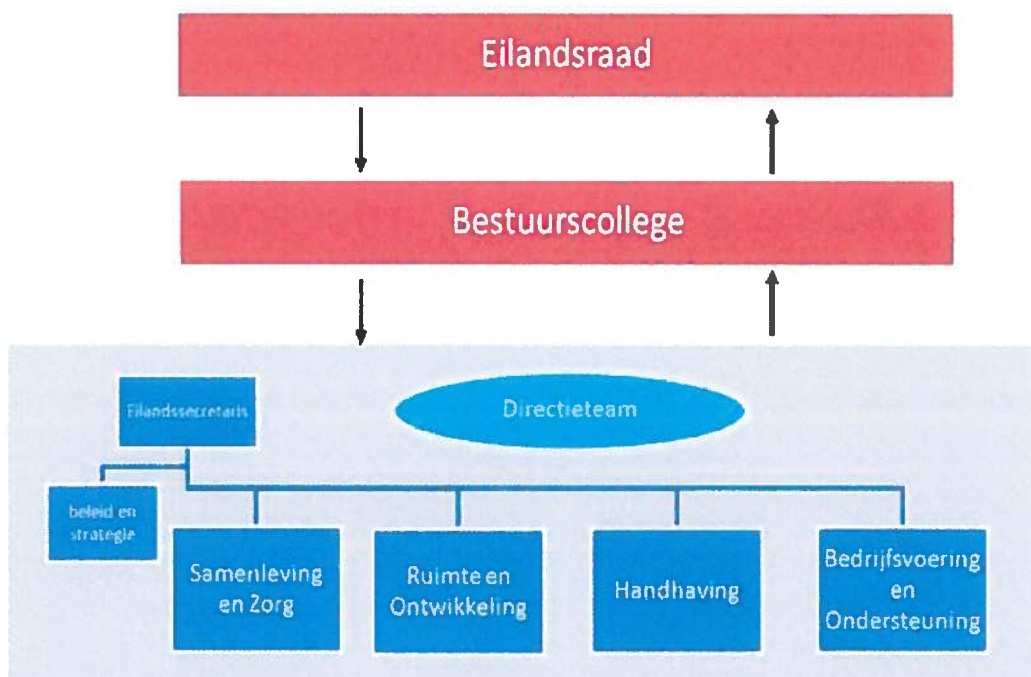 Eilandsraad
Bestuurscollege
Eilandssecretaris
Directieteam
beleid en
strategie
Samenleving
en Zorg
Ruimte en
Ontwikkeling
Handhaving
Bedrijfsvoering
en
Ondersteuning